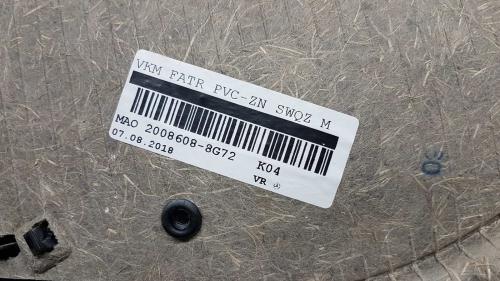 VKM FATR PVC-ZN SWQZ M
MAO 2008608-8G72 K04
07.08.2018 VR